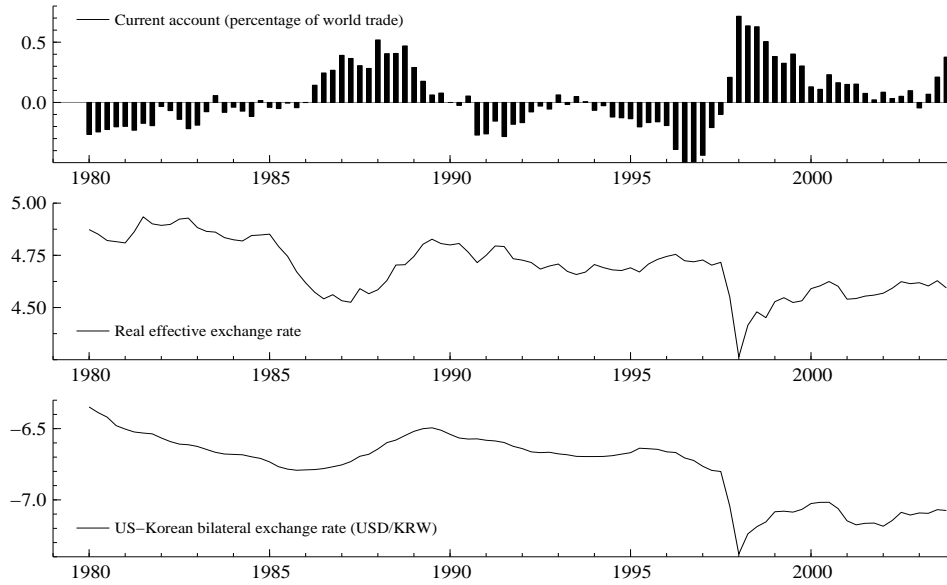 Current account (percentage of world trade)
0.5
0.0
1980 1985 1990 1995 2000
5.00
4.75
4.50
Real effective exchange rate
1980 1985 1990 1995 2000
−6.5
−7.0
US−Korean bilateral exchange rate (USD/KRW)
1980 1985 1990 1995 2000